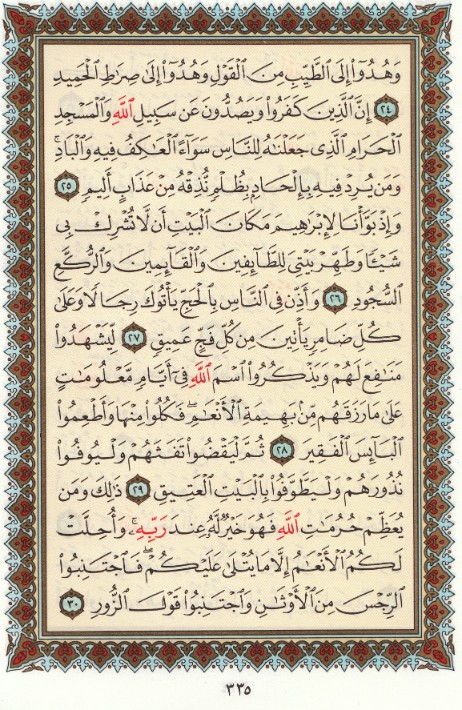 وَهُدُوٓا۟ إِلَى ٱلطَّيِّبِ مِنَ ٱلْقَوْلِ وَهُدُوٓا۟ إِلَىٰ صِرَٰطِ ٱلْحَمِيدِ
٢٤ إِنَّ ٱلَّذِينَ كَفَرُوا۟ وَيَصُدُّونَ عَن سَبِيلِ ٱللَّهِ وَٱلْمَسْجِدِ
ٱلْحَرَامِ ٱلَّذِى جَعَلْنَٰهُ لِلنَّاسِ سَوَآءً ٱلْعَٰكِفُ فِيهِ وَٱلْبَادِ ۚ
وَمَن يُرِدْ فِيهِ بِإِلْحَادٍۭ بِظُلْمٍ نُّذِقْهُ مِنْ عَذَابٍ أَلِيمٍ ٢٥
وَإِذْ بَوَّأْنَا لِإِبْرَٰهِيمَ مَكَانَ ٱلْبَيْتِ أَن لَّا تُشْرِكْ بِى
شَيْـًٔا وَطَهِّرْ بَيْتِىَ لِلطَّآئِفِينَ وَٱلْقَآئِمِينَ وَٱلرُّكَّعِ
ٱلسُّجُودِ ٢٦ وَأَذِّن فِى ٱلنَّاسِ بِٱلْحَجِّ يَأْتُوكَ رِجَالًا وَعَلَىٰ
كُلِّ ضَامِرٍ يَأْتِينَ مِن كُلِّ فَجٍّ عَمِيقٍ ٢٧ لِّيَشْهَدُوا۟
مَنَٰفِعَ لَهُمْ وَيَذْكُرُوا۟ ٱسْمَ ٱللَّهِ فِىٓ أَيَّامٍ مَّعْلُومَٰتٍ
عَلَىٰ مَا رَزَقَهُم مِّنۢ بَهِيمَةِ ٱلْأَنْعَٰمِ ۖ فَكُلُوا۟ مِنْهَا وَأَطْعِمُوا۟
ٱلْبَآئِسَ ٱلْفَقِيرَ ٢٨ ثُمَّ لْيَقْضُوا۟ تَفَثَهُمْ وَلْيُوفُوا۟
نُذُورَهُمْ وَلْيَطَّوَّفُوا۟ بِٱلْبَيْتِ ٱلْعَتِيقِ ٢٩ ذَٰلِكَ وَمَن
يُعَظِّمْ حُرُمَٰتِ ٱللَّهِ فَهُوَ خَيْرٌ لَّهُۥ عِندَ رَبِّهِۦ ۗ وَأُحِلَّتْ
لَكُمُ ٱلْأَنْعَٰمُ إِلَّا مَا يُتْلَىٰ عَلَيْكُمْ ۖ فَٱجْتَنِبُوا۟
ٱلرِّجْسَ مِنَ ٱلْأَوْثَٰنِ وَٱجْتَنِبُوا۟ قَوْلَ ٱلزُّورِ ٣٠
٣٣٥